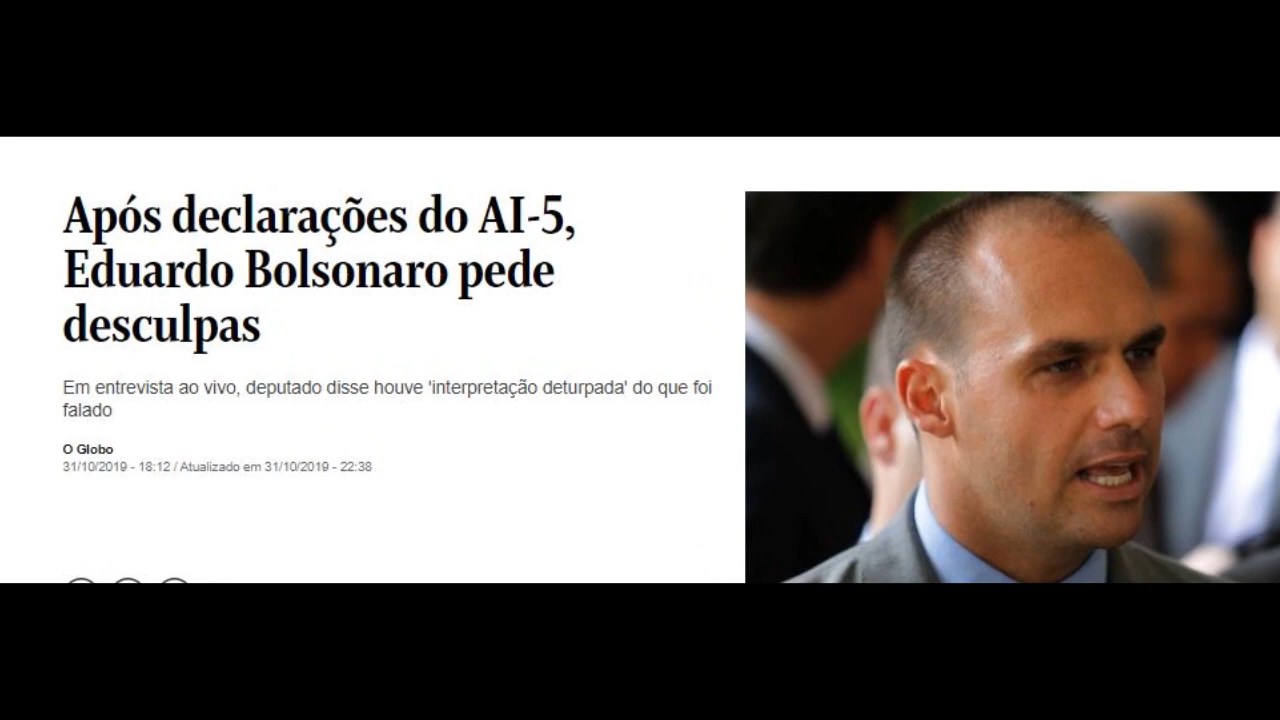 Após declarações do AI-5,
Eduardo Bolsonaro pede
desculpas
Em entrevista ao vivo, deputado disse houve 'interpretação deturpada' do que foi
falado
O Globo
31/10/2019 - 18:12 / Atualizado em 31/10/2019 - 22:38